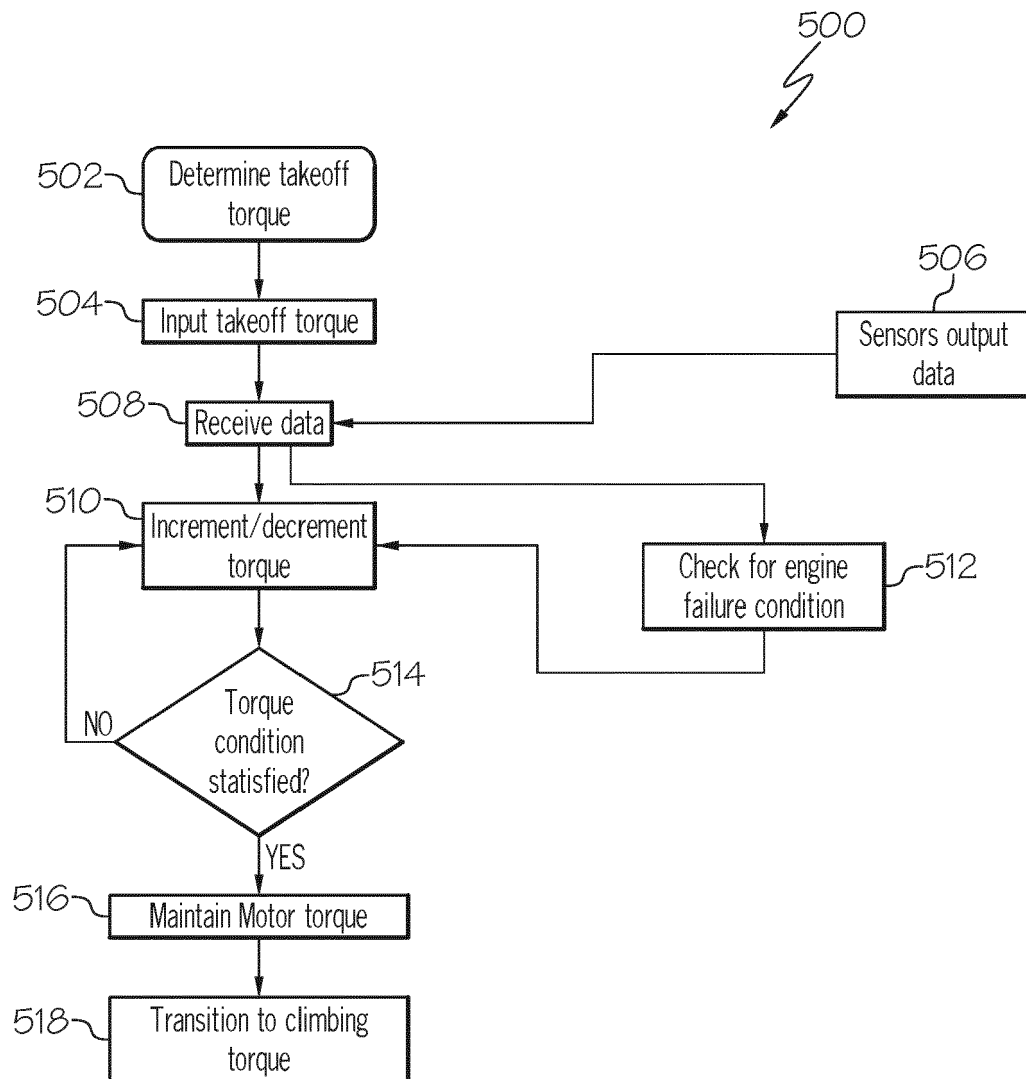 500
502
Determine takeoff
torque
504
Input takeoff torque
506
Sensors output
data
508
Receive data
510
Increment/decrement
torque
Check for engine
failure condition
512
514
Torque
condition
statisfied?
NO
YES
516
Maintain Motor torque
518
Transition to climbing
torque